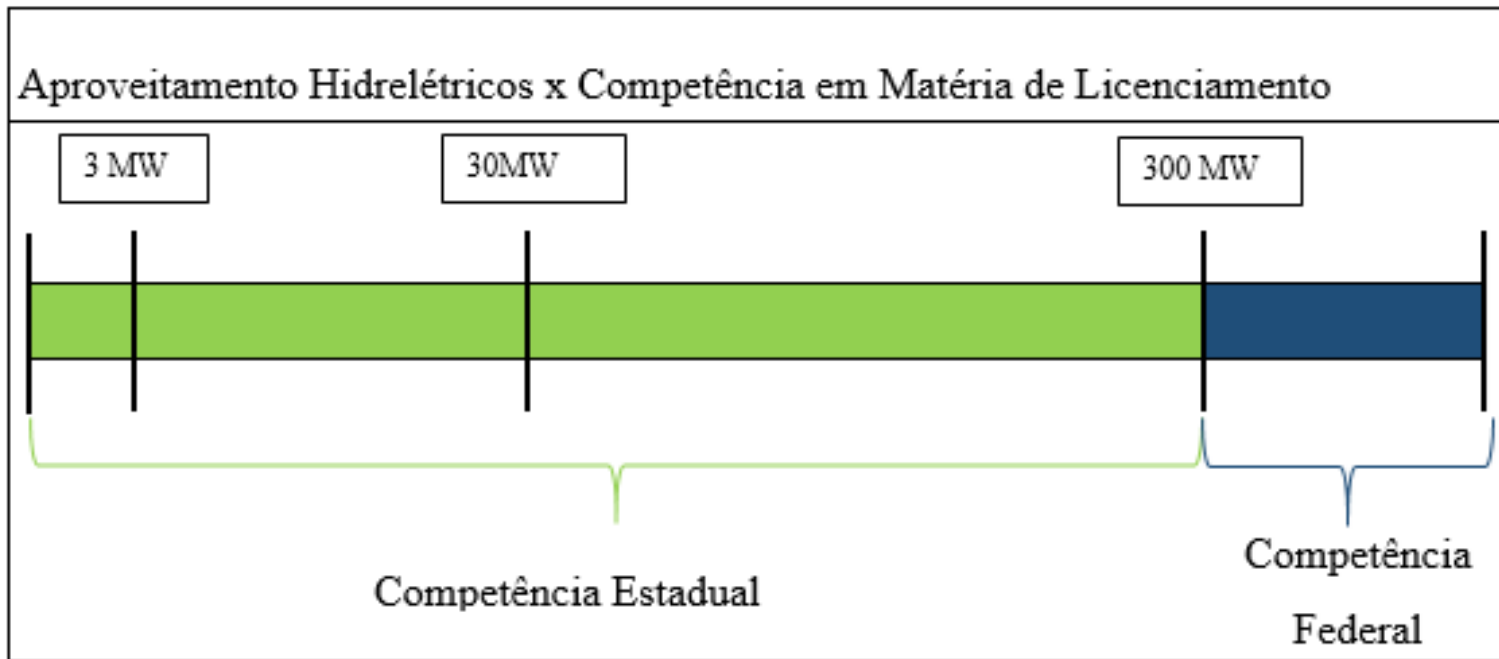 Aproveitamento Hidrelétricos x Competência em Matéria de Licenciamento
3 MW
30MW
300 MW
Competência Estadual
Competência
Federal